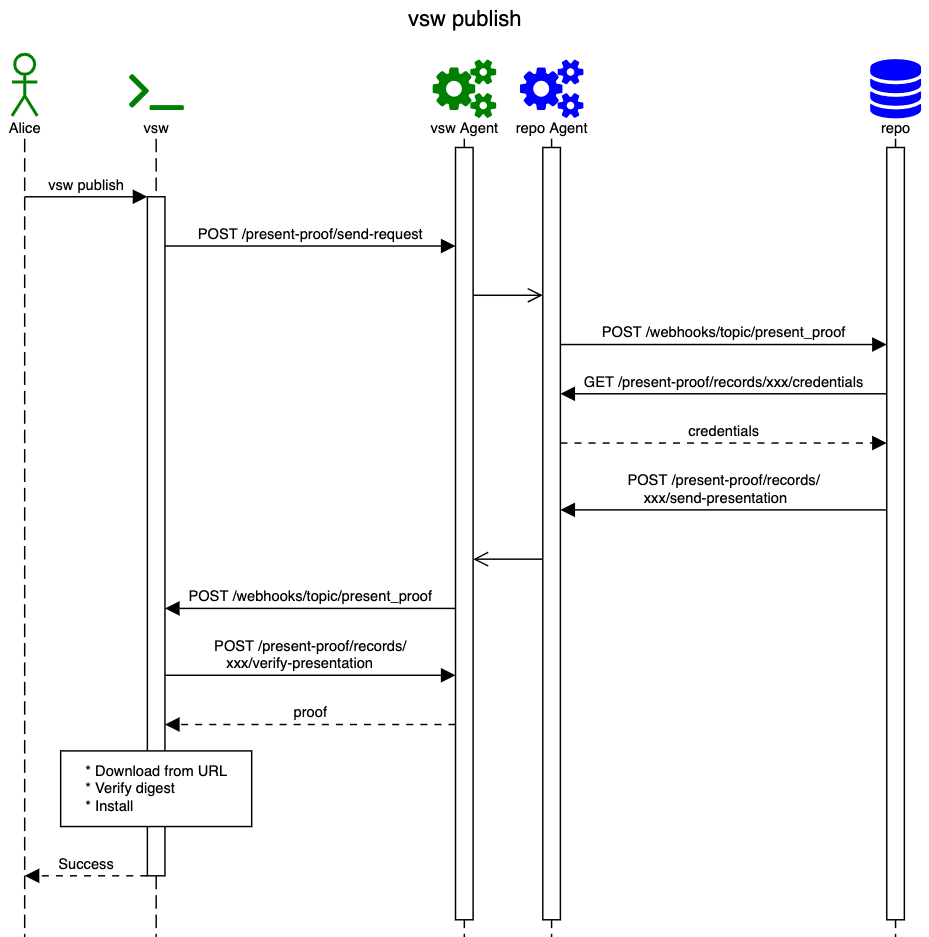 vsw publish
Alice
vsw
vsw Agent
repo Agent
repo
vsw publish
POST /present-proof/send-request
POST /webhooks/topic/present_proof
GET /present-proof/records/xxx/credentials
credentials
POST /present-proof/records/
xxx/send-presentation
POST /webhooks/topic/present_proof
POST /present-proof/records/
xxx/verify-presentation
proof
* Download from URL
* Verify digest
* Install
Success